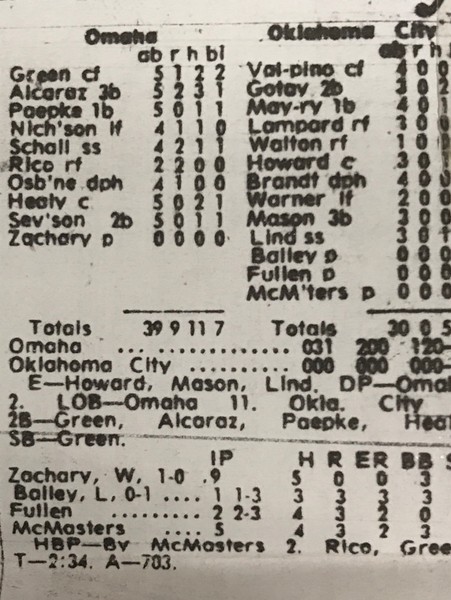 Omaha
ab r h bi
Green cf 5 1 2 2
Alcaraz 3b 5 2 3 1
Paepke 1b 5 0 1 1
Nich'son lf 4 1 1 0
Schall ss 4 2 1 1
Rico rf 2 2 0 0
Osb'ne dph 4 1 0 0
Healy c 5 0 2 1
Sev'son 2b 5 0 1 1
Zachary p 0 0 0 0
Totals 39 9 11 7
Oklahoma City
ab r h
Val-pino cf 4 0 0
Gotay 2b 3 0 2
May-ry 1b 4 0 1
Lampard rf 3 0 0
Walton rf 1 0 0
Howard c 3 0 1
Brandt dph 4 0 0
Warner lf 2 0 0
Mason 3b 3 0 0
Lind ss 3 0 1
Bailey p 0 0 0
Fullen p 0 0 0
McM'ters p 0 0 0
Totals 30 0 5
Omaha ... ................ 031 200 120-
Oklahoma City .......... 000 000 000-
E—Howard, Mason, Lind. DP—Omah
2. LOB—Omaha 11. Okla. City
2B—Green, Alcaraz, Paepke, Heal
SB—Green.
IP H R ER BB S
Zachary, W, 1-0 .9 5 0 0 3
Bailey, L, 0-1 .... 1 1-3 3 3 3 3
Fullen ......... 2 2-3 4 3 2 0
McMasters .... 5 4 3 2 3
HBP—By McMasters 2. Rico, Gree
T—2:34. A—703.